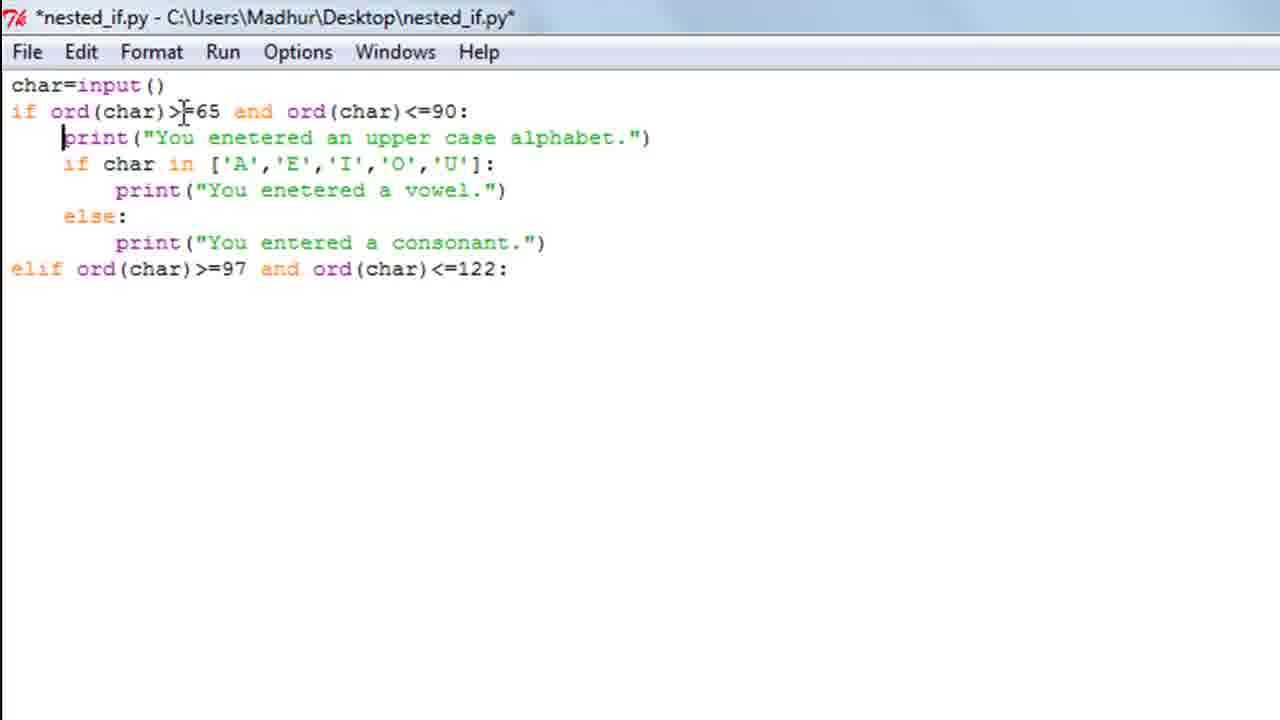 *nested_if.py - C:\Users\Madhur\Desktop\nested_if.py*
File Edit Format Run Options Windows Help
char=input()
if ord(char)>=65 and ord(char)<=90:
    print("You enetered an upper case alphabet.")
    if char in ['A','E','I','O','U']:
        print("You enetered a vowel.")
    else:
        print("You entered a consonant.")
elif ord(char)>=97 and ord(char)<=122: